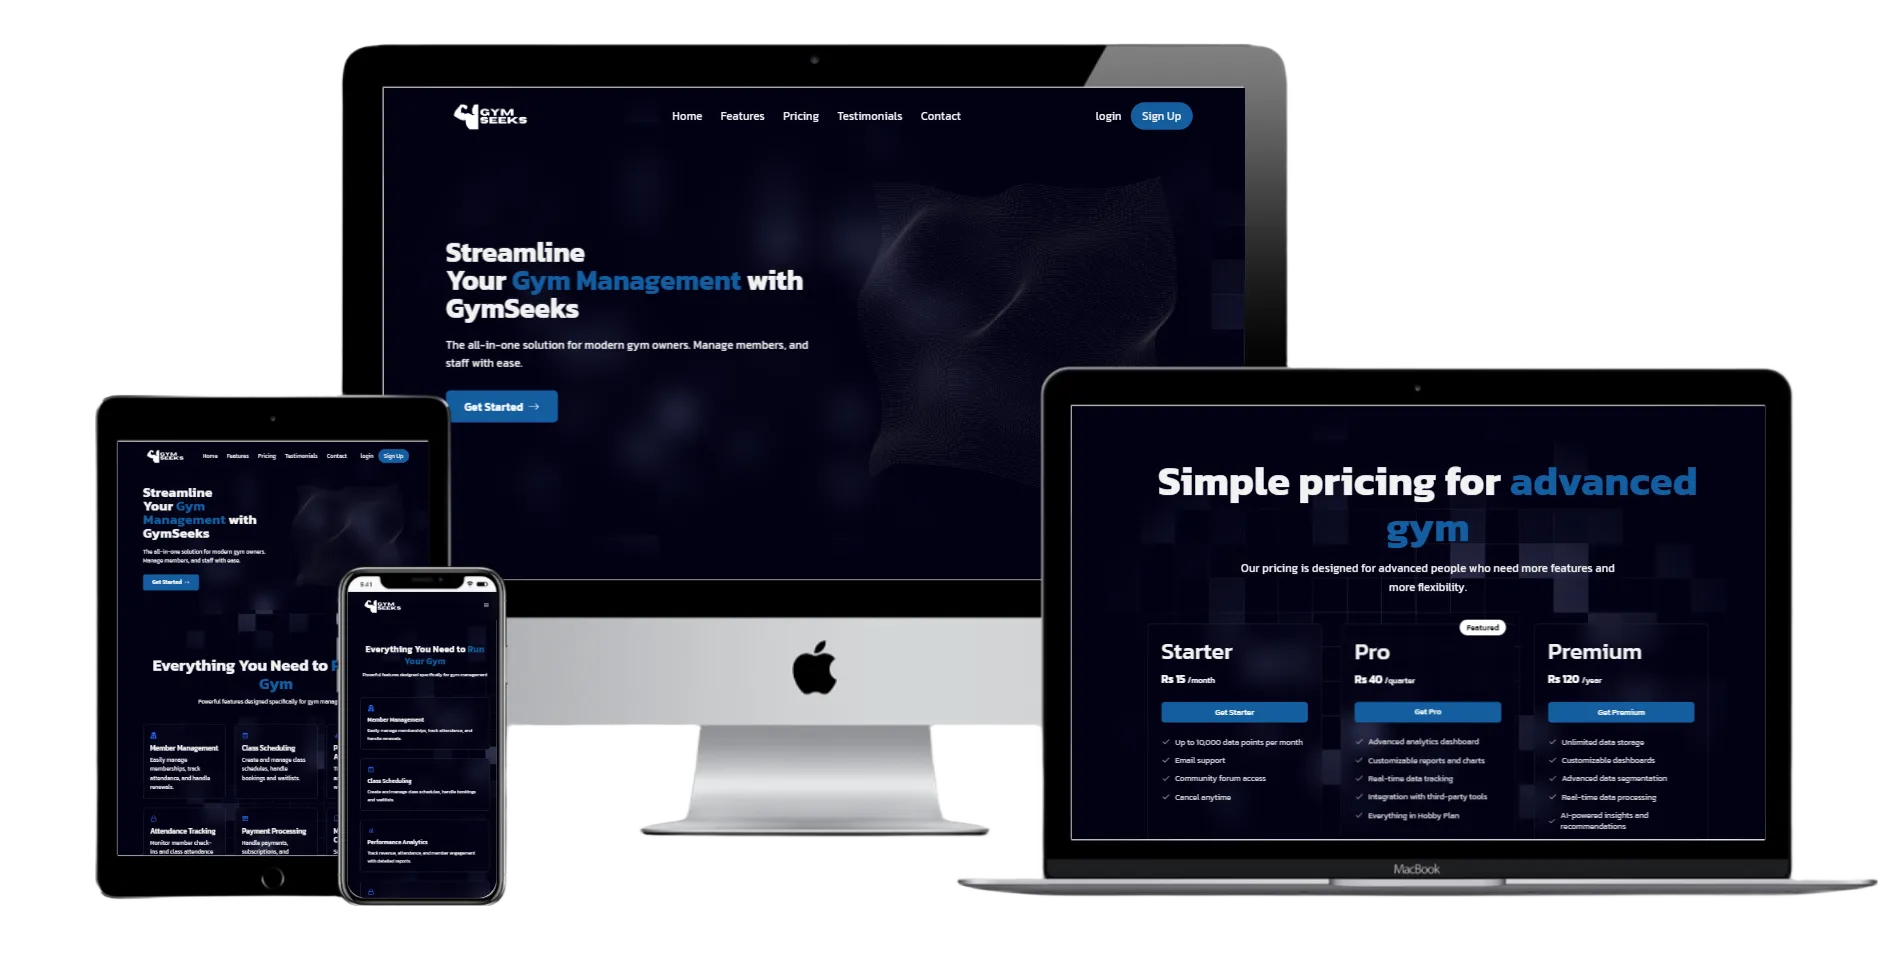 GYM
SEEKS
Home Features Pricing Testimonials Contact
login Sign Up
Streamline
Your Gym Management with
GymSeeks
The all-in-one solution for modern gym owners. Manage members, and
staff with ease.
Get Started →
GYM
SEEKS
Home Features Pricing Testimonials Contact login Sign Up
Streamline
Your Gym
Management with
GymSeeks
The all-in-one solution for modern gym owners.
Manage members, and staff with ease.
Get Started →
Everything You Need to
Gym
Powerful features designed specifically for gym
Member Management
Easily manage
memberships, track
attendance, and handle
renewals.
Class Scheduling
Create and manage class
schedules, handle
bookings and waitlists.
Attendance Tracking
Monitor member check-
ins and class attendance
Payment Processing
Handle payments,
subscriptions, and
9:41
GYM
SEEKS
Everything You Need to Run
Your Gym
Powerful features designed specifically for gym management
Member Management
Easily manage memberships, track attendance, and
handle renewals.
Class Scheduling
Create and manage class schedules, handle bookings
and waitlists.
Performance Analytics
Track revenue, attendance, and member engagement
with detailed reports.
Simple pricing for advanced
gym
Our pricing is designed for advanced people who need more features and
more flexibility.
Starter
Rs 15 /month
Get Starter
Up to 10,000 data points per month
Email support
Community forum access
Cancel anytime
Featured
Pro
Rs 40 /quarter
Get Pro
Advanced analytics dashboard
Customizable reports and charts
Real-time data tracking
Integration with third-party tools
Everything in Hobby Plan
Premium
Rs 120 /year
Get Premium
Unlimited data storage
Customizable dashboards
Advanced data segmentation
Real-time data processing
AI-powered insights and
recommendations
MacBook